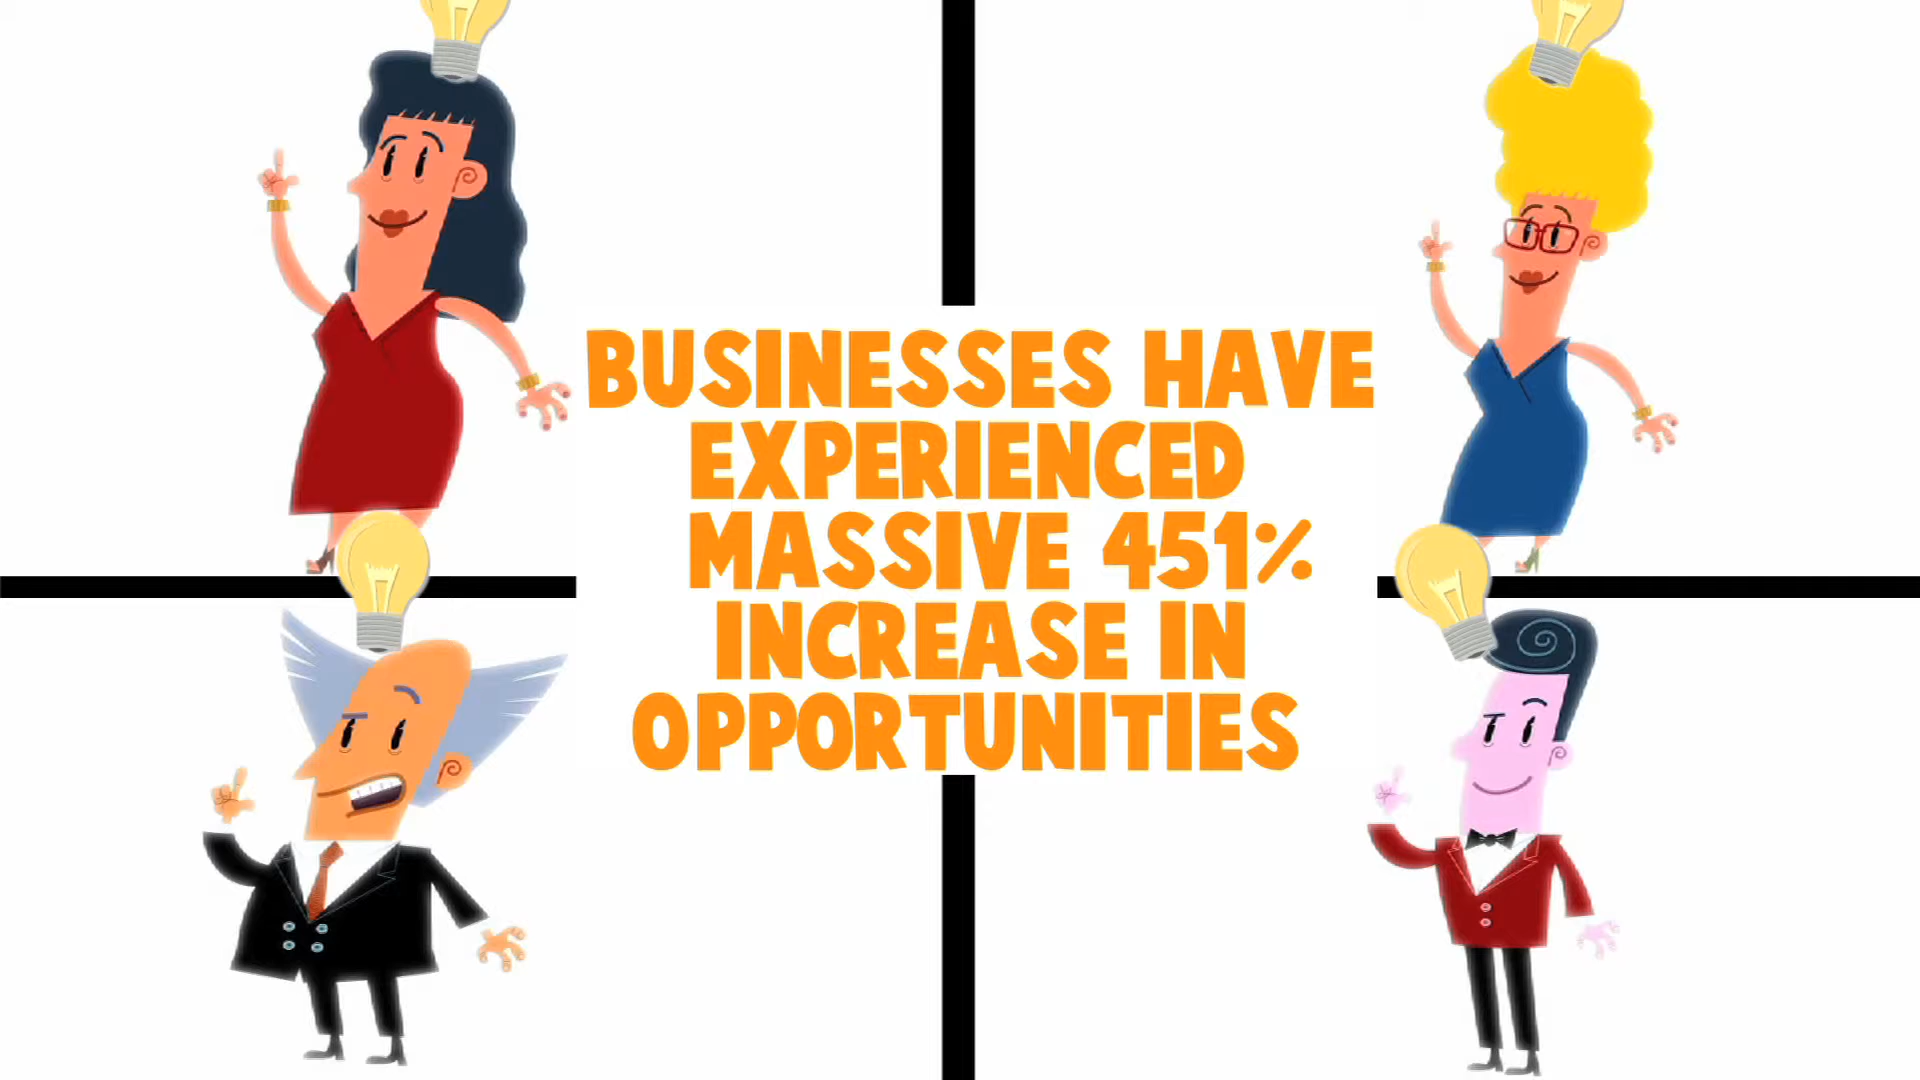 BUSINESSES HAVE
EXPERIENCED
MASSIVE 451%
INCREASE IN
OPPORTUNITIES